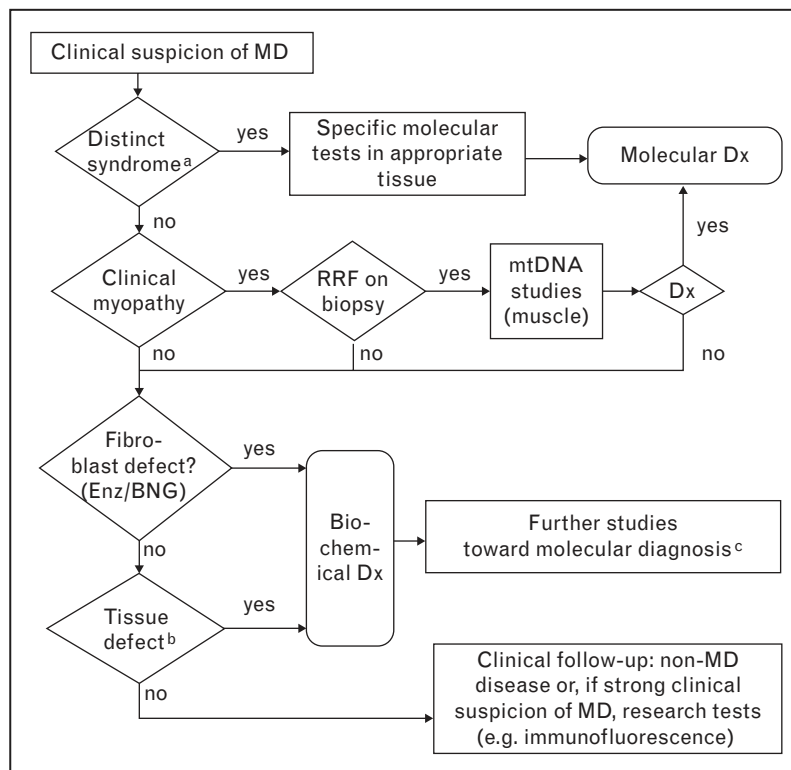 Clinical suspicion of MD
Distinct
syndrome a
yes
Specific molecular
tests in appropriate
tissue
Molecular Dx
no
yes
Clinical
myopathy
yes
RRF on
biopsy
yes
mtDNA
studies
(muscle)
Dx
no
no
no
Fibro-
blast defect?
(Enz/BNG)
yes
Bio-
chem-
ical Dx
Further studies
toward molecular diagnosis c
no
Tissue
defect b
yes
no
Clinical follow-up: non-MD
disease or, if strong clinical
suspicion of MD, research tests
(e.g. immunofluorescence)